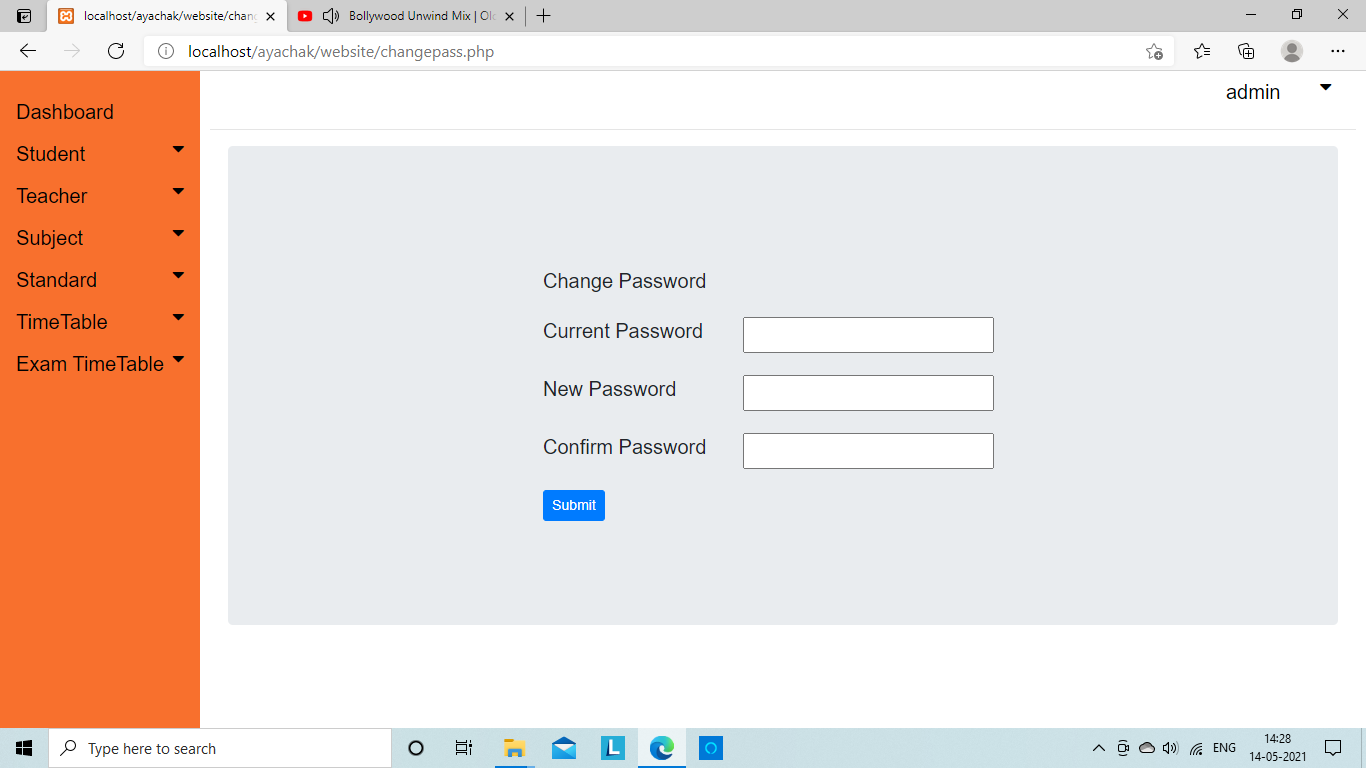 localhost/ayachak/website/chang
Bollywood Unwind Mix | Old
localhost/ayachak/website/changepass.php
admin
Dashboard
Student
Teacher
Subject
Standard
TimeTable
Exam TimeTable
Change Password
Current Password
New Password
Confirm Password
Submit
Type here to search
L
ENG
14:28
14-05-2021